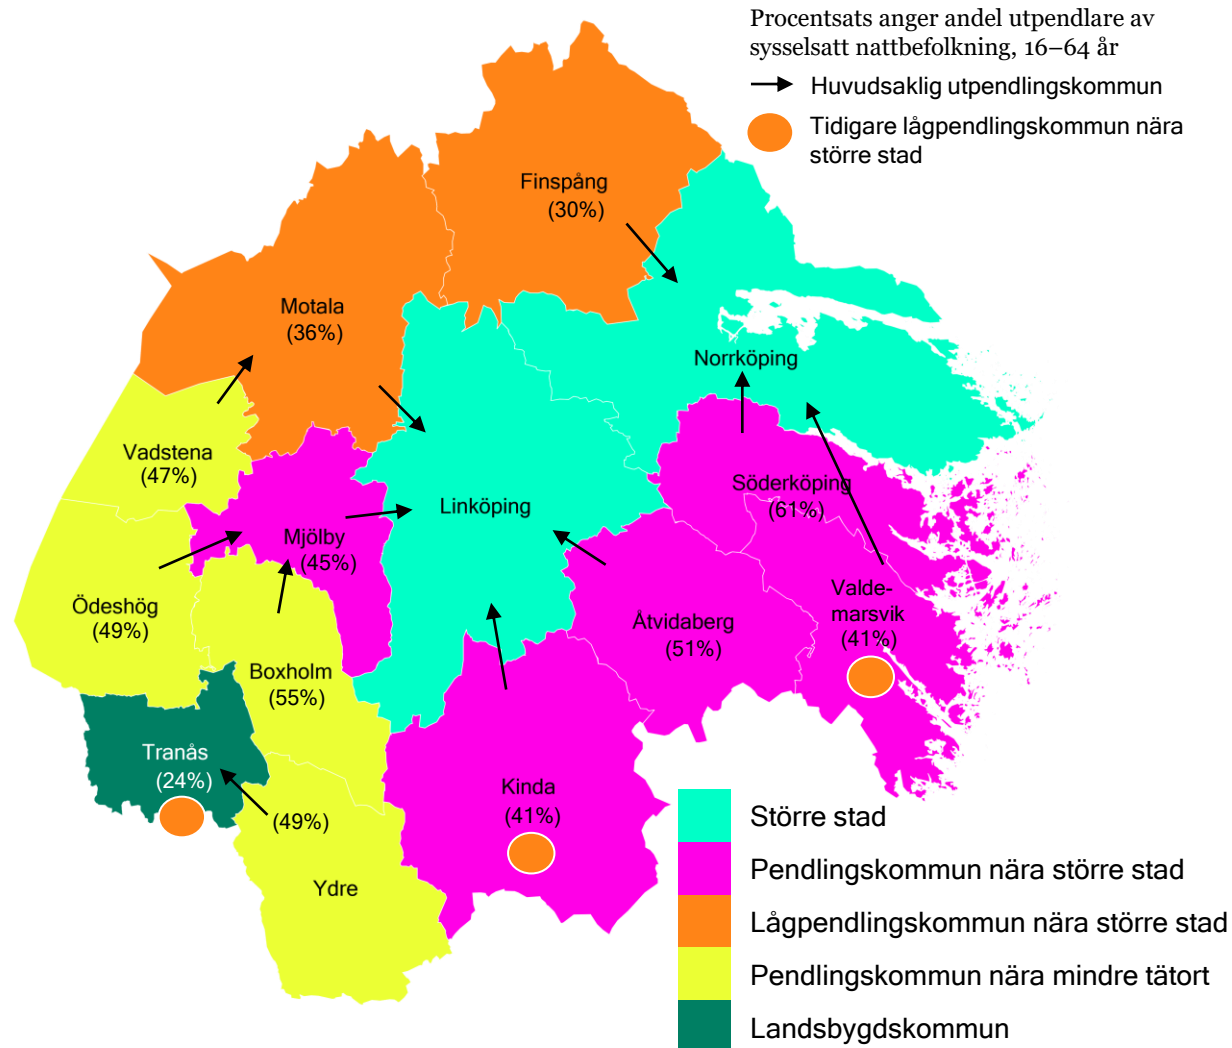 Procentsats anger andel utpendlare av
sysselsatt nattbefolkning, 16–64 år
Huvudsaklig utpendlingskommun
Tidigare lågpendlingskommun nära
större stad
Finspång
(30%)
Motala
(36%)
Norrköping
Vadstena
(47%)
Söderköping
(61%)
Linköping
Mjölby
(45%)
Ödeshög
(49%)
Valde-
marsvik
(41%)
Åtvidaberg
(51%)
Boxholm
(55%)
Tranås
(24%)
Kinda
(41%)
(49%)
Ydre
Större stad
Pendlingskommun nära större stad
Lågpendlingskommun nära större stad
Pendlingskommun nära mindre tätort
Landsbygdskommun